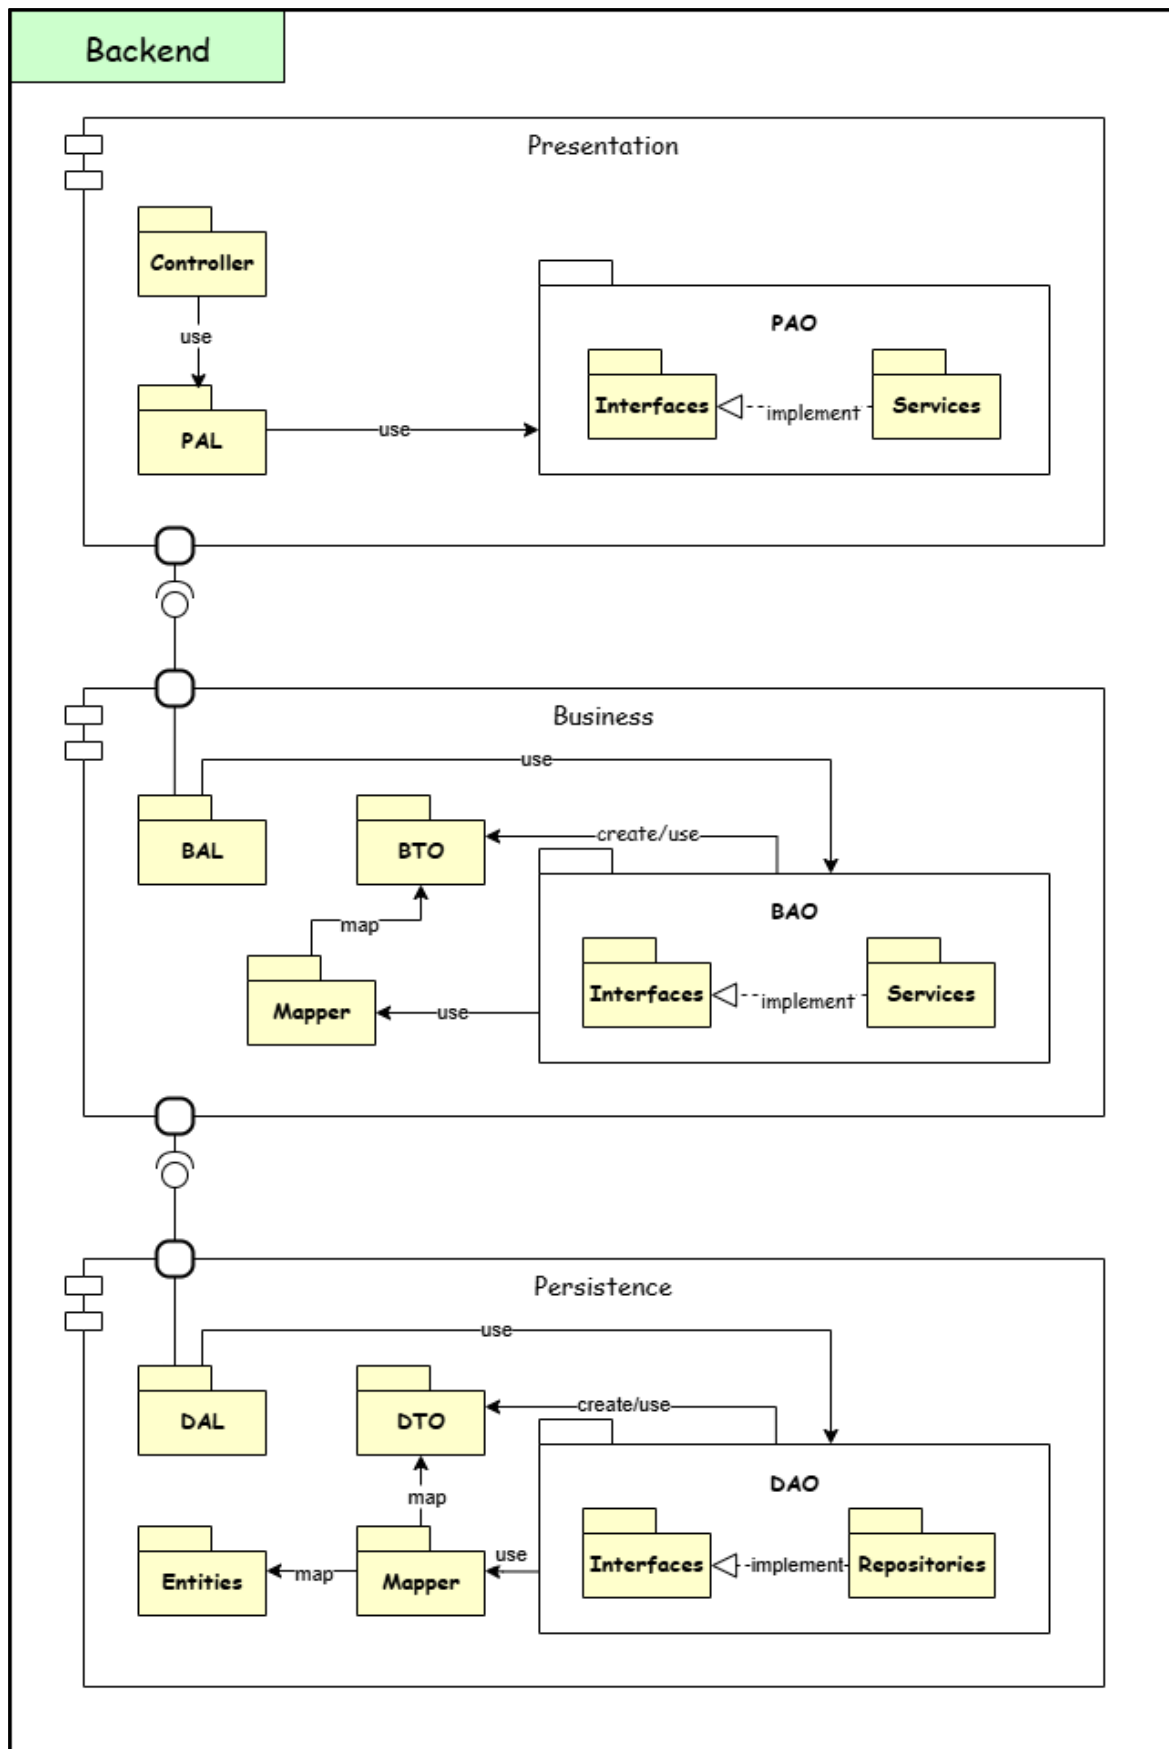 Backend
Presentation
Controller
use
PAL
use
PAO
Interfaces
implement
Services
Business
use
BAL
BTO
create/use
map
BAO
Mapper
use
Interfaces
implement
Services
Persistence
use
DAL
DTO
create/use
map
DAO
Entities
map
Mapper
use
Interfaces
implement
Repositories